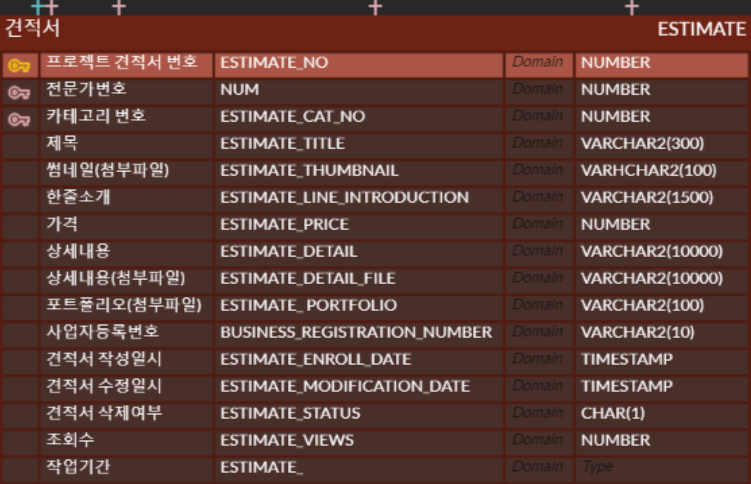 견적서 ESTIMATE
프로젝트 견적서 번호 ESTIMATE_NO Domain NUMBER
전문가번호 NUM Domain NUMBER
카테고리 번호 ESTIMATE_CAT_NO Domain NUMBER
제목 ESTIMATE_TITLE Domain VARCHAR2(300)
썸네일(첨부파일) ESTIMATE_THUMBNAIL Domain VARHCHAR2(100)
한줄소개 ESTIMATE_LINE_INTRODUCTION Domain VARCHAR2(1500)
가격 ESTIMATE_PRICE Domain NUMBER
상세내용 ESTIMATE_DETAIL Domain VARCHAR2(10000)
상세내용(첨부파일) ESTIMATE_DETAIL_FILE Domain VARCHAR2(10000)
포트폴리오(첨부파일) ESTIMATE_ PORTFOLIO Domain VARCHAR2(100)
사업자등록번호 BUSINESS_REGISTRATION_NUMBER Domain VARCHAR2(10)
견적서 작성일시 ESTIMATE_ENROLL_DATE Domain TIMESTAMP
견적서 수정일시 ESTIMATE_MODIFICATION_DATE Domain TIMESTAMP
견적서 삭제여부 ESTIMATE_STATUS Domain CHAR(1)
조회수 ESTIMATE_VIEWS Domain NUMBER
작업기간 ESTIMATE_ Domain Type